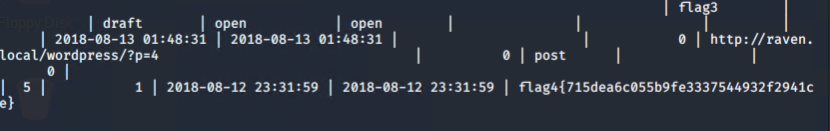 | flag3 |
| draft | open | open | | | |
| 2018-08-13 01:48:31 | 2018-08-13 01:48:31 | | 0 | http://raven.
local/wordpress/?p=4 | 0 | post | |
0 |
| 5 | 1 | 2018-08-12 23:31:59 | 2018-08-12 23:31:59 | flag4{715dea6c055b9fe3337544932f2941c
e}